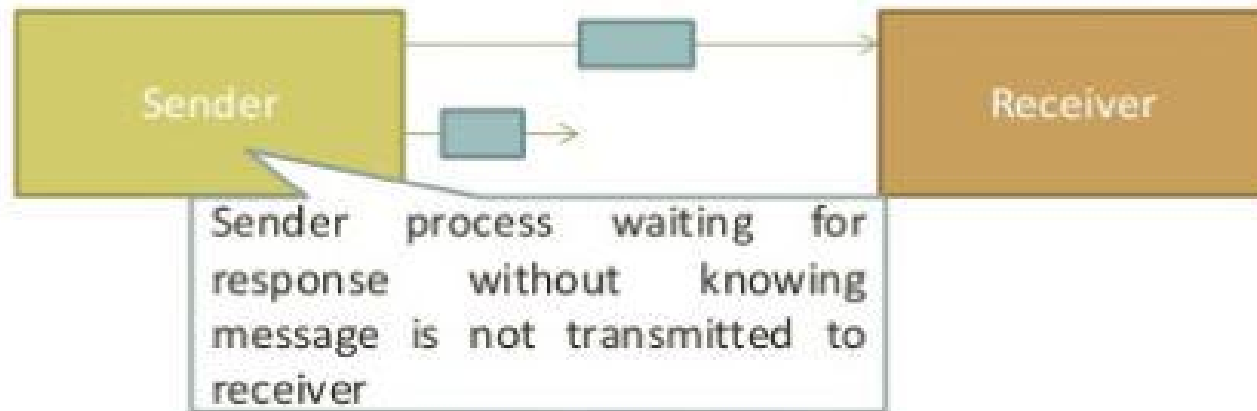 Sender
Receiver
Sender process waiting for
response without knowing
message is not transmitted to
receiver